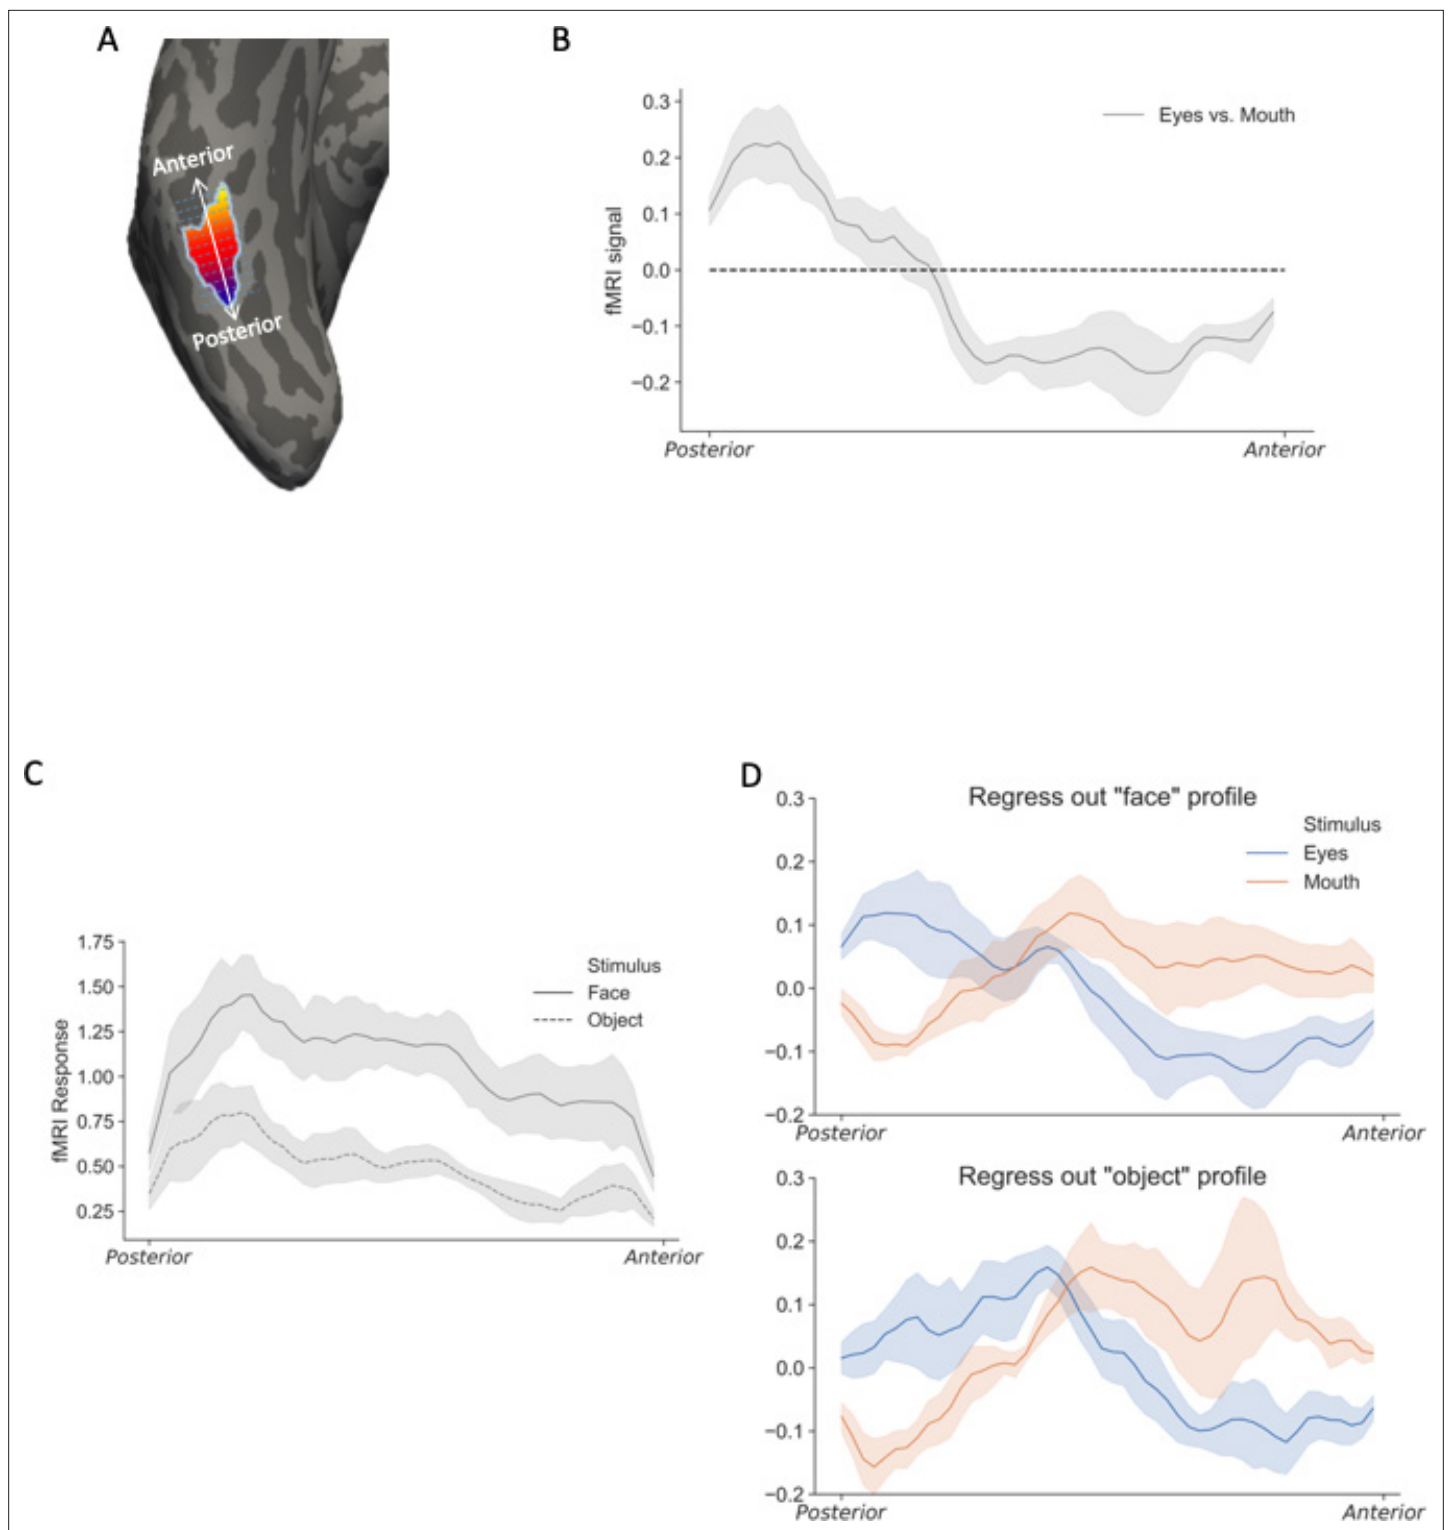 A
Anterior
Posterior
B
0.3
0.2
0.1
0.0
−0.1
−0.2
fMRI signal
Eyes vs. Mouth
Posterior
Anterior
C
1.75
1.50
1.25
1.00
0.75
0.50
0.25
fMRI Response
Stimulus
Face
Object
Posterior
Anterior
D
Regress out "face" profile
0.3
0.2
0.1
0.0
−0.1
−0.2
Stimulus
Eyes
Mouth
Posterior
Anterior
Regress out "object" profile
0.3
0.2
0.1
0.0
−0.1
−0.2
Posterior
Anterior